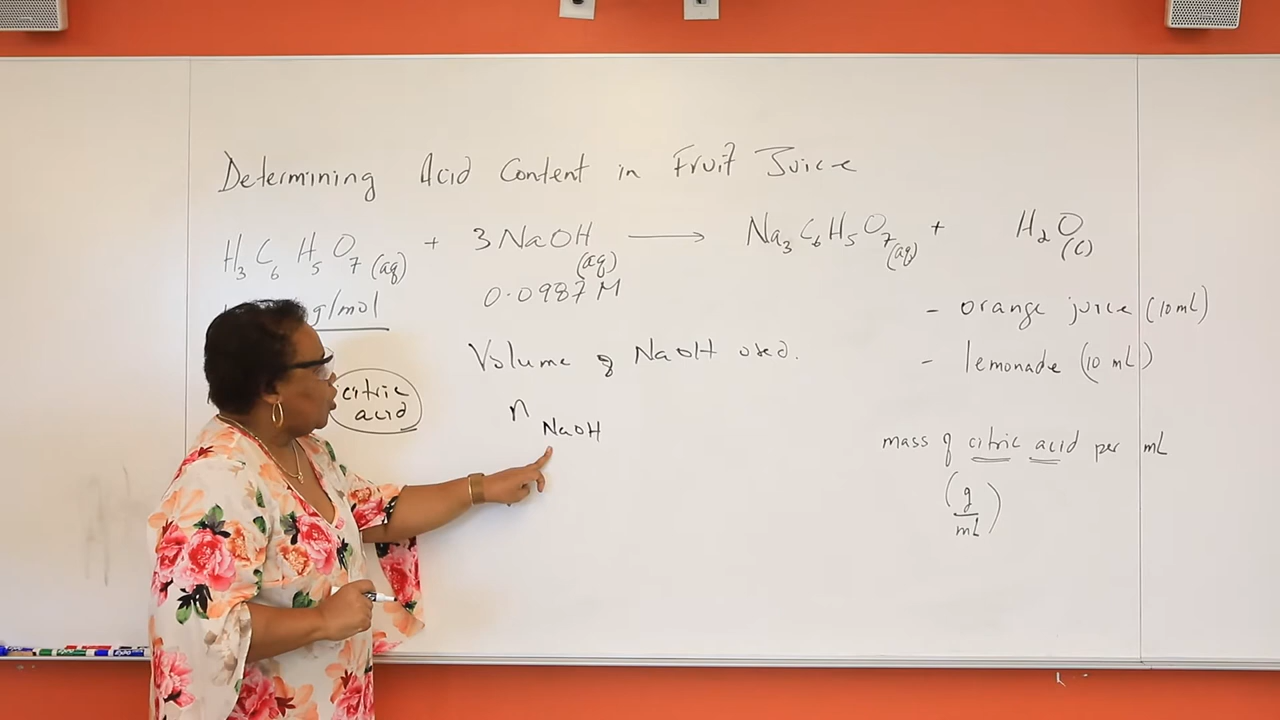 Determining Acid Content in Fruit Juice
H₃C₆H₅O₇(aq) + 3NaOH(aq) → Na₃C₆H₅O₇(aq) + H₂O(l)
g/mol
0.0987 M
- orange juice (10mL)
Volume of NaOH used.
- lemonade (10 mL)
citric
acid
n NaOH
mass of citric acid per mL
(g/mL)